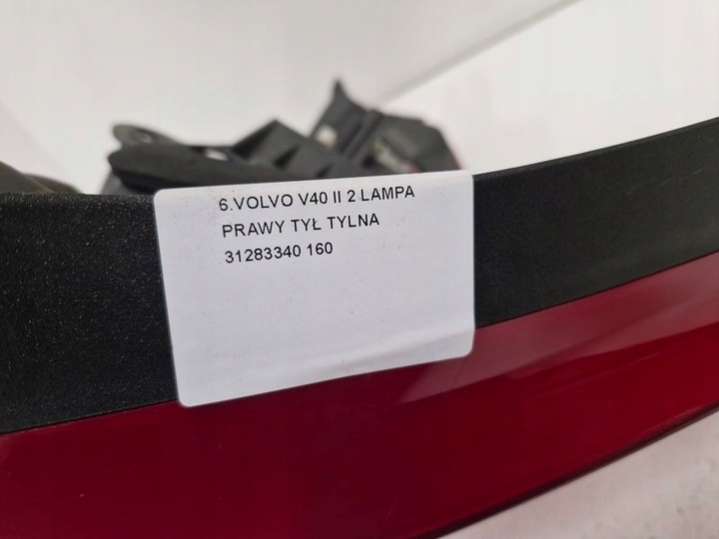 6.VOLVO V40 II 2 LAMPA
PRAWY TYŁ TYLNA
31283340 160